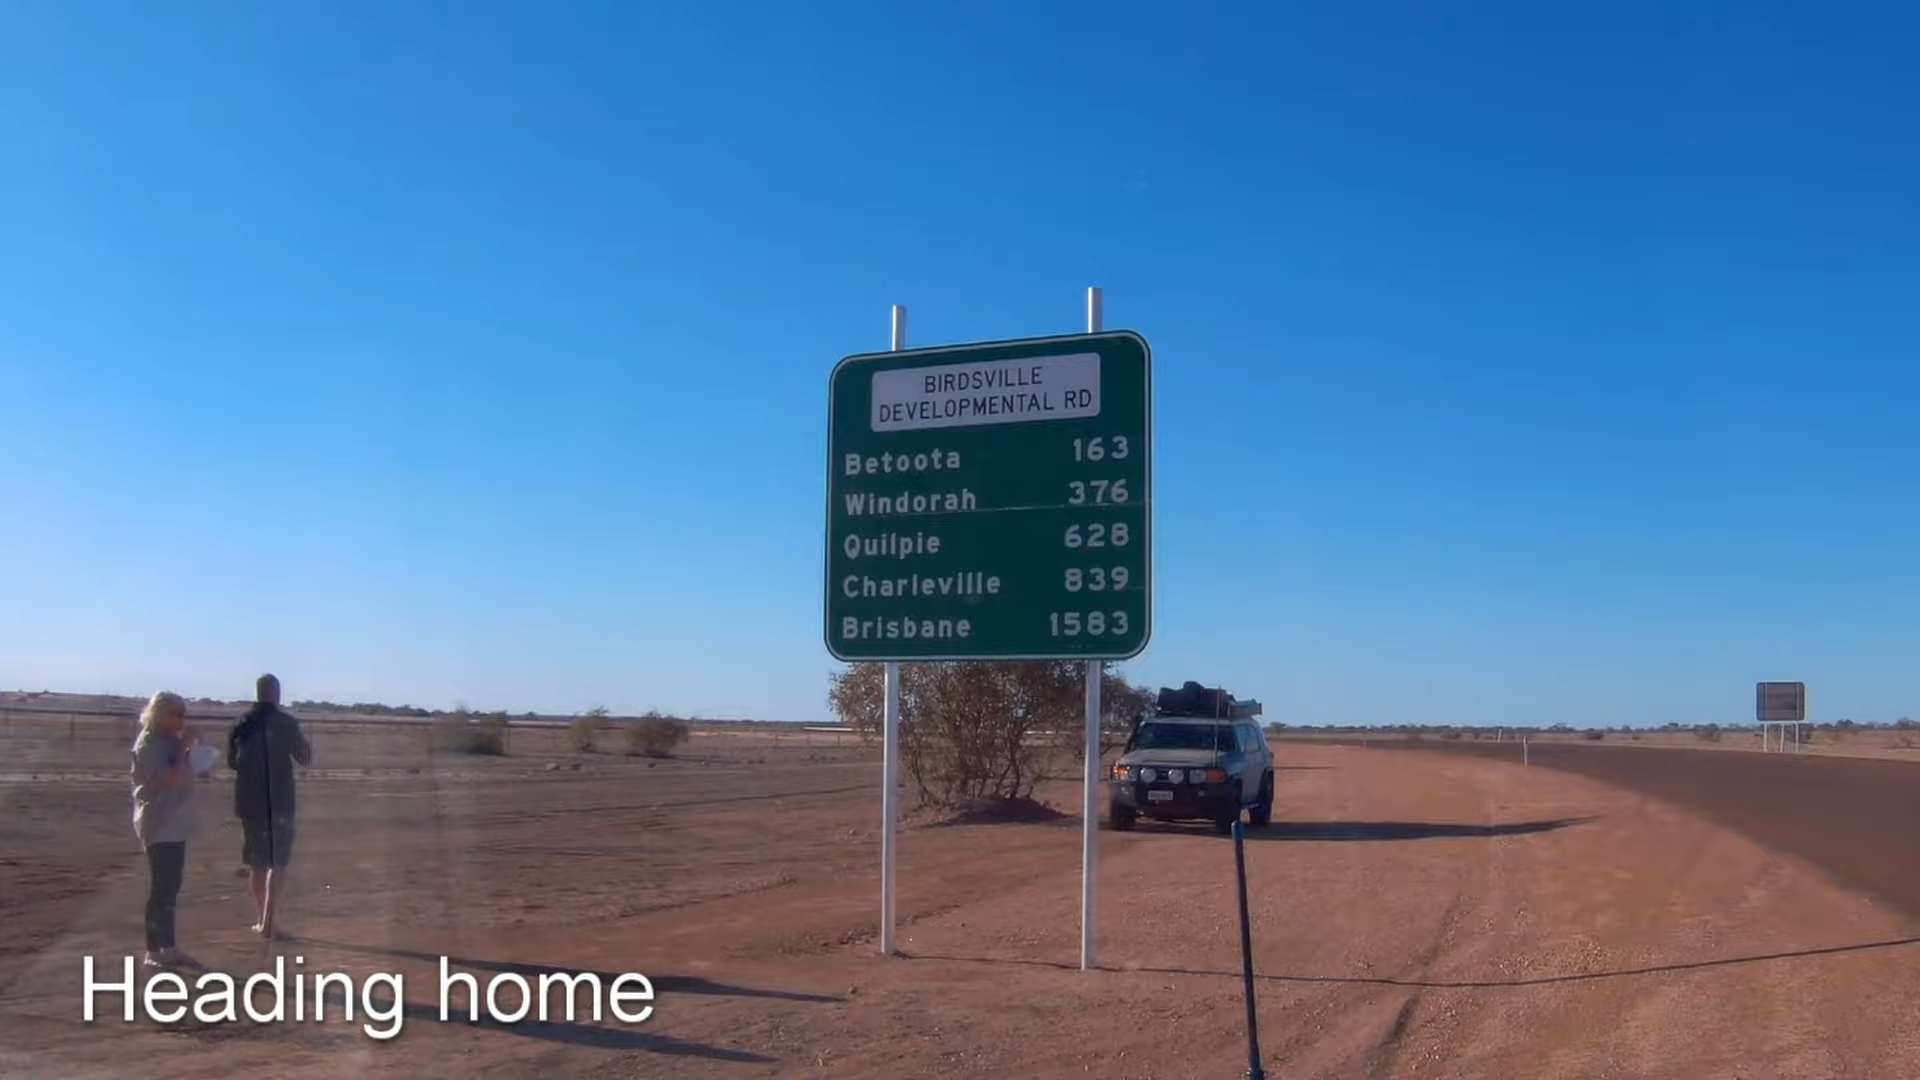 BIRDSVILLE
DEVELOPMENTAL RD
Betoota 163
Windorah 376
Quilpie 628
Charleville 839
Brisbane 1583
Heading home